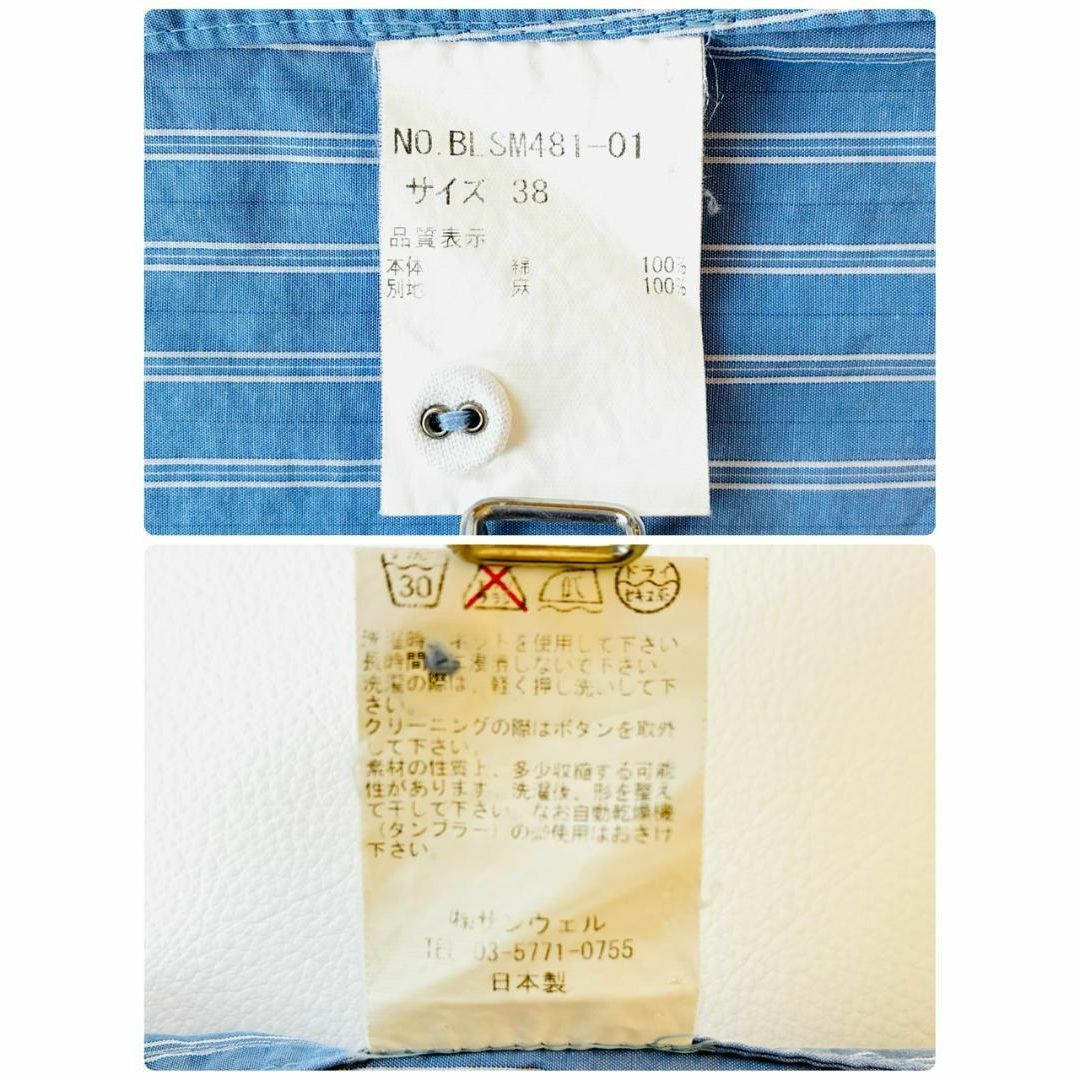 NO.BLSM481-01
サイズ 38
品質表示
本体 綿 100%
別地 麻 100%
30
ドライ
セキユ系
洗濯時、ネットを使用して下さい
長時間 に浸漬しないで下さい。
洗濯の際は、軽く押し洗いして下
さい。
クリーニングの際はボタンを取外
して下さい。
素材の性質上、多少収縮する可能
性があります。洗濯後、形を整え
て干して下さい。なお自動乾燥機
(タンブラー)の 使用はおさけ
下さい。
㈱サンウェル
TEL 03-5771-0755
日本製